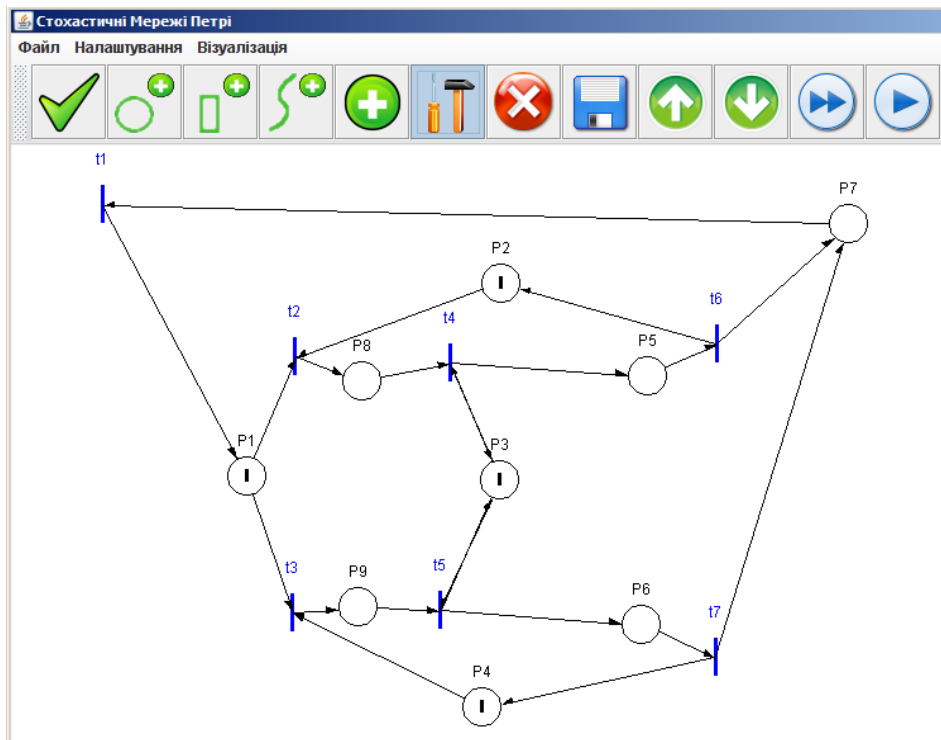 Стохастичні Мережі Петрі
Файл Налаштування Візуалізація
t1
P7
P2
t6
t2
t4
P8
P5
P1
P3
t3
P9
t5
P6
t7
P4